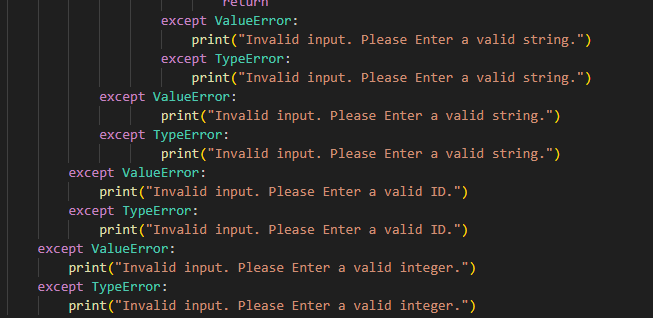 return
except ValueError:
print("Invalid input. Please Enter a valid string.")
except TypeError:
print("Invalid input. Please Enter a valid string.")
except ValueError:
print("Invalid input. Please Enter a valid string.")
except TypeError:
print("Invalid input. Please Enter a valid string.")
except ValueError:
print("Invalid input. Please Enter a valid ID.")
except TypeError:
print("Invalid input. Please Enter a valid ID.")
except ValueError:
print("Invalid input. Please Enter a valid integer.")
except TypeError:
print("Invalid input. Please Enter a valid integer.")